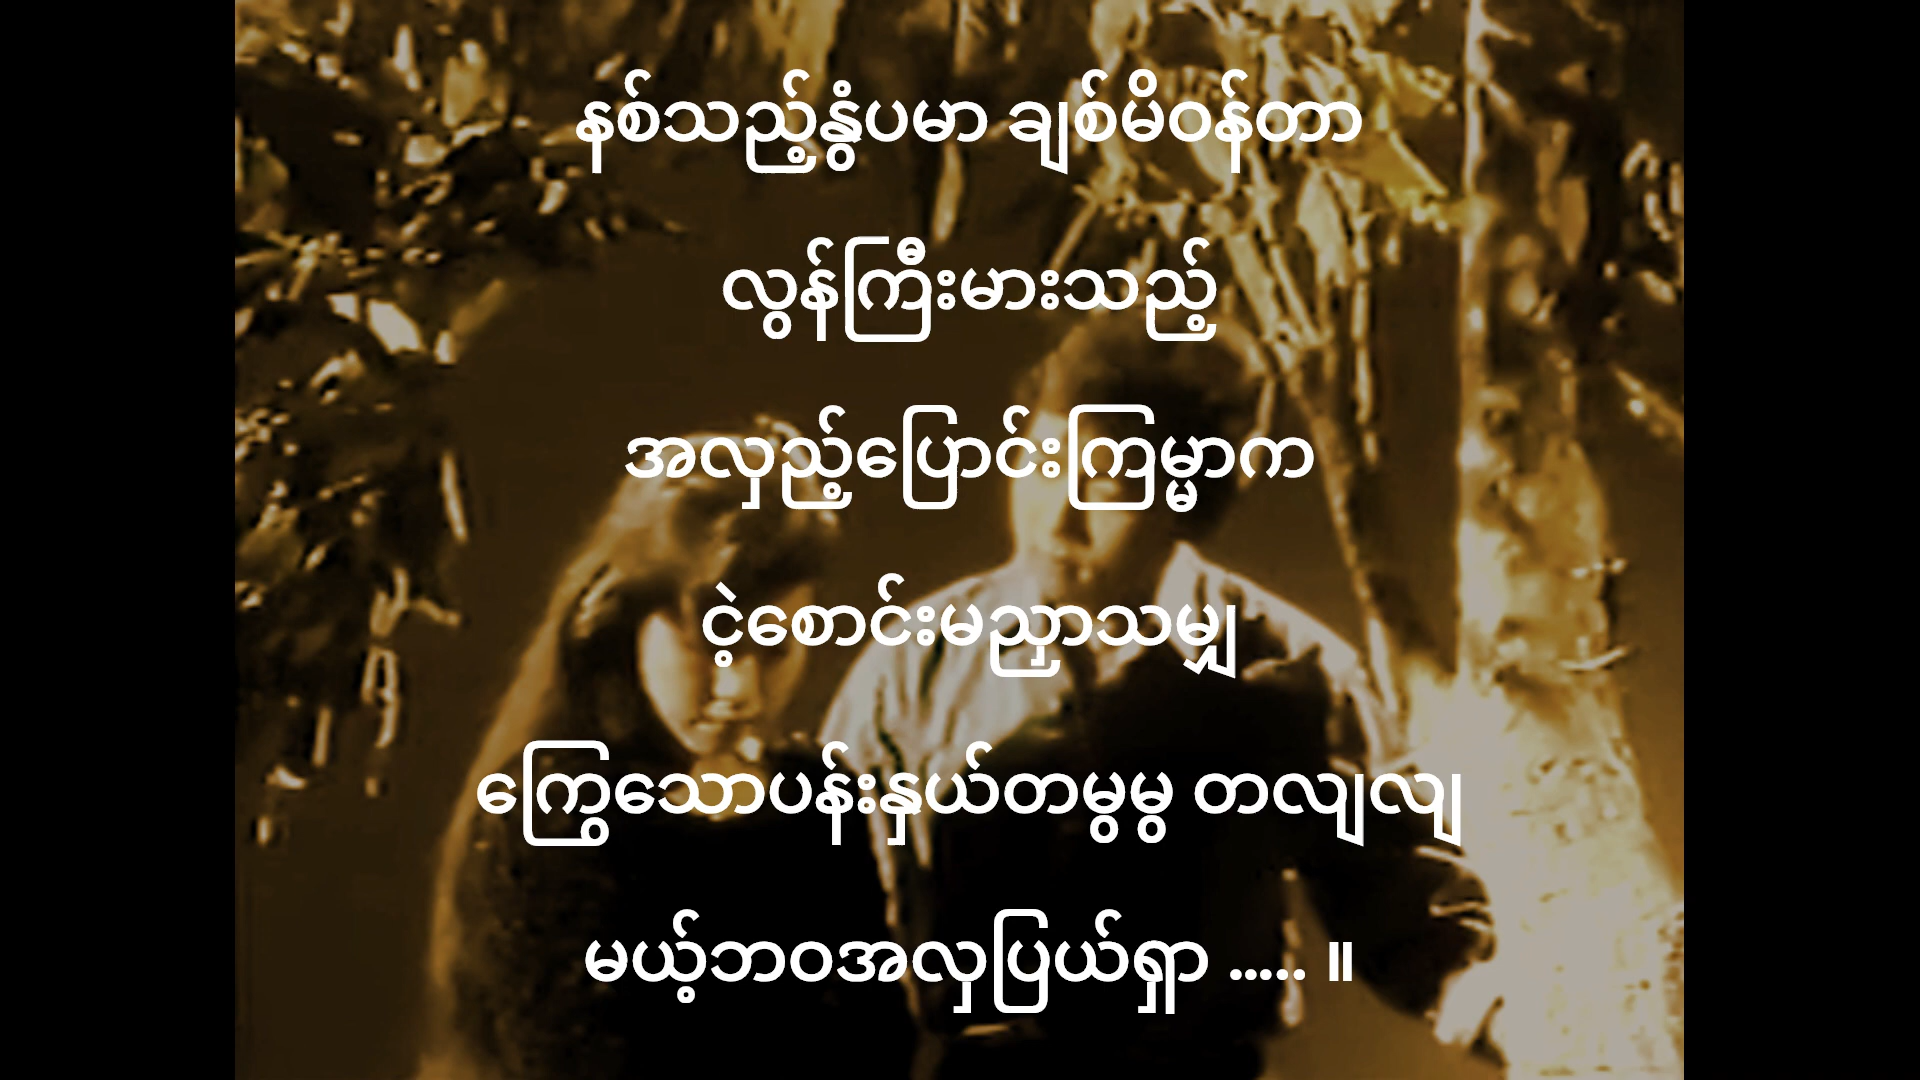 နစ်သည့်နွံပမာ ချစ်မိဝန်တာ
လွန်ကြီးမားသည့်
အလှည့်ပြောင်းကြမ္မာက
ငဲ့စောင်းမညှာသမျှ
ကြွေသောပန်းနှယ်တမွမွ တလျလျ
မယ့်ဘဝအလှပြယ်ရှာ ..... ။